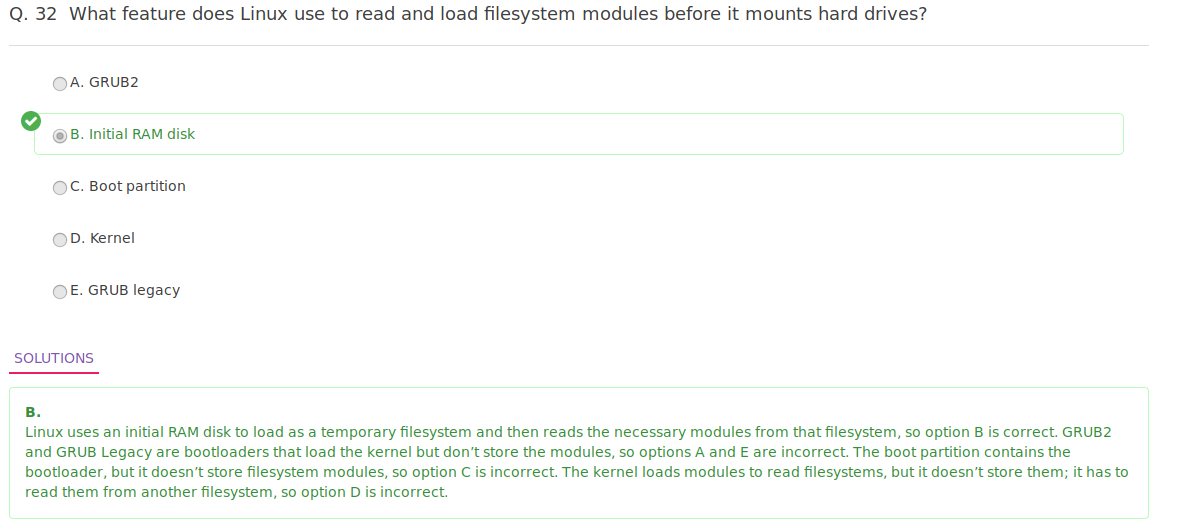 Q. 32 What feature does Linux use to read and load filesystem modules before it mounts hard drives?
A. GRUB2
B. Initial RAM disk
C. Boot partition
D. Kernel
E. GRUB legacy
SOLUTIONS
B.
Linux uses an initial RAM disk to load as a temporary filesystem and then reads the necessary modules from that filesystem, so option B is correct. GRUB2
and GRUB Legacy are bootloaders that load the kernel but don’t store the modules, so options A and E are incorrect. The boot partition contains the
bootloader, but it doesn’t store filesystem modules, so option C is incorrect. The kernel loads modules to read filesystems, but it doesn’t store them; it has to
read them from another filesystem, so option D is incorrect.